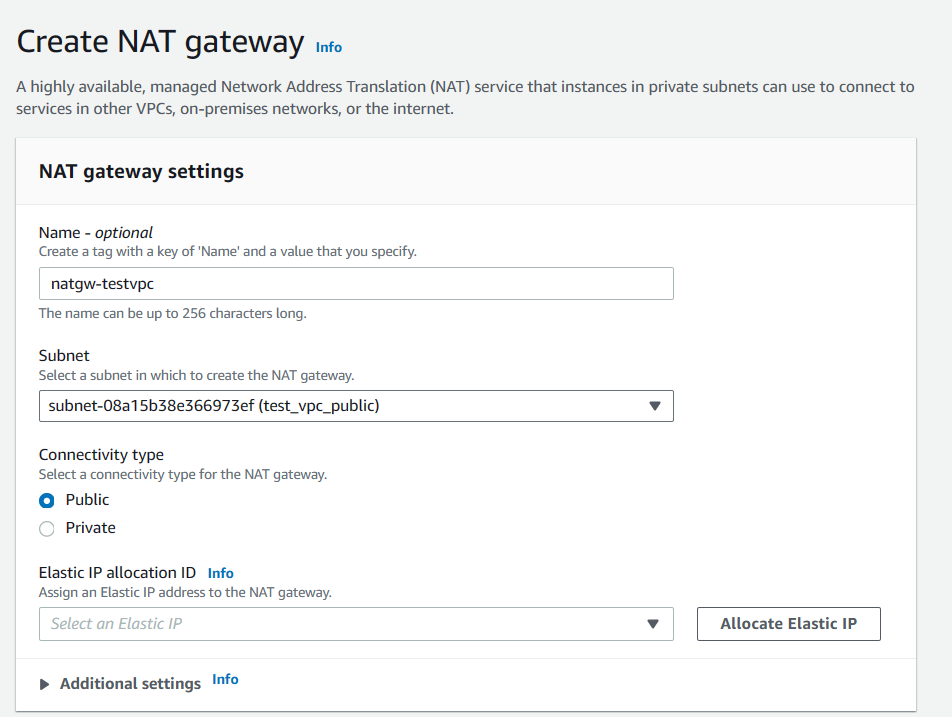 Create NAT gateway Info
A highly available, managed Network Address Translation (NAT) service that instances in private subnets can use to connect to
services in other VPCs, on-premises networks, or the internet.
NAT gateway settings
Name - optional
Create a tag with a key of 'Name' and a value that you specify.
natgw-testvpc
The name can be up to 256 characters long.
Subnet
Select a subnet in which to create the NAT gateway.
subnet-08a15b38e366973ef (test_vpc_public)
Connectivity type
Select a connectivity type for the NAT gateway.
Public
Private
Elastic IP allocation ID Info
Assign an Elastic IP address to the NAT gateway.
Select an Elastic IP
Allocate Elastic IP
Additional settings Info